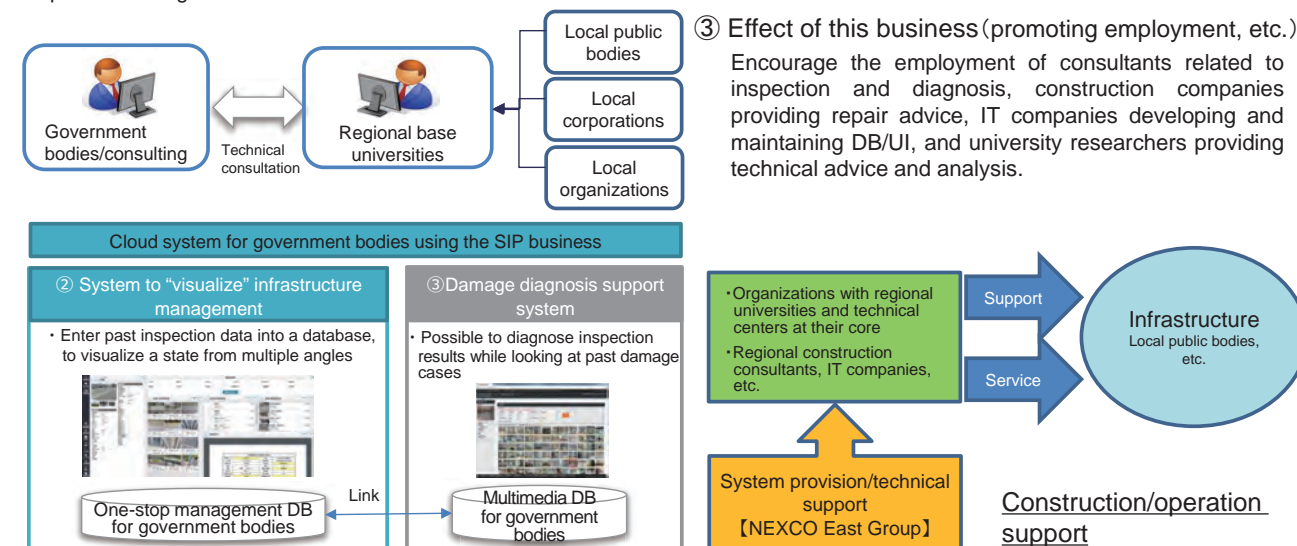 Local public
bodies
Local
corporations
Local
organizations
Government
bodies/consulting
Technical
consultation
Regional base
universities
③ Effect of this business（promoting employment, etc.）
Encourage the employment of consultants related to
inspection and diagnosis, construction companies
providing repair advice, IT companies developing and
maintaining DB/UI, and university researchers providing
technical advice and analysis.
Cloud system for government bodies using the SIP business
② System to “visualize” infrastructure
management
・Enter past inspection data into a database,
to visualize a state from multiple angles
One-stop management DB
for government bodies
Link
③Damage diagnosis support
system
・Possible to diagnose inspection
results while looking at past damage
cases
Multimedia DB
for government
bodies
・Organizations with regional
universities and technical
centers at their core
・Regional construction
consultants, IT companies,
etc.
Support
Service
Infrastructure
Local public bodies,
etc.
System provision/technical
support
【NEXCO East Group】
Construction/operation
support